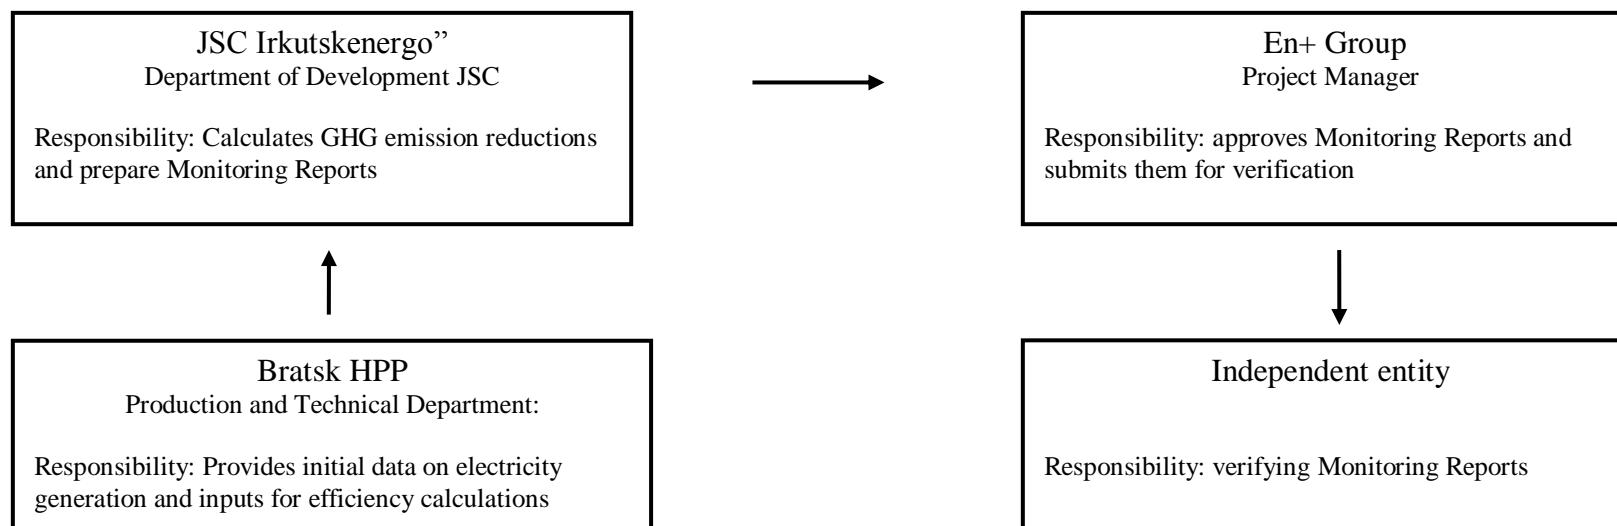 JSC Irkutskenergo”
Department of Development JSC
Responsibility: Calculates GHG emission reductions
and prepare Monitoring Reports
En+ Group
Project Manager
Responsibility: approves Monitoring Reports and
submits them for verification
Bratsk HPP
Production and Technical Department:
Responsibility: Provides initial data on electricity
generation and inputs for efficiency calculations
Independent entity
Responsibility: verifying Monitoring Reports